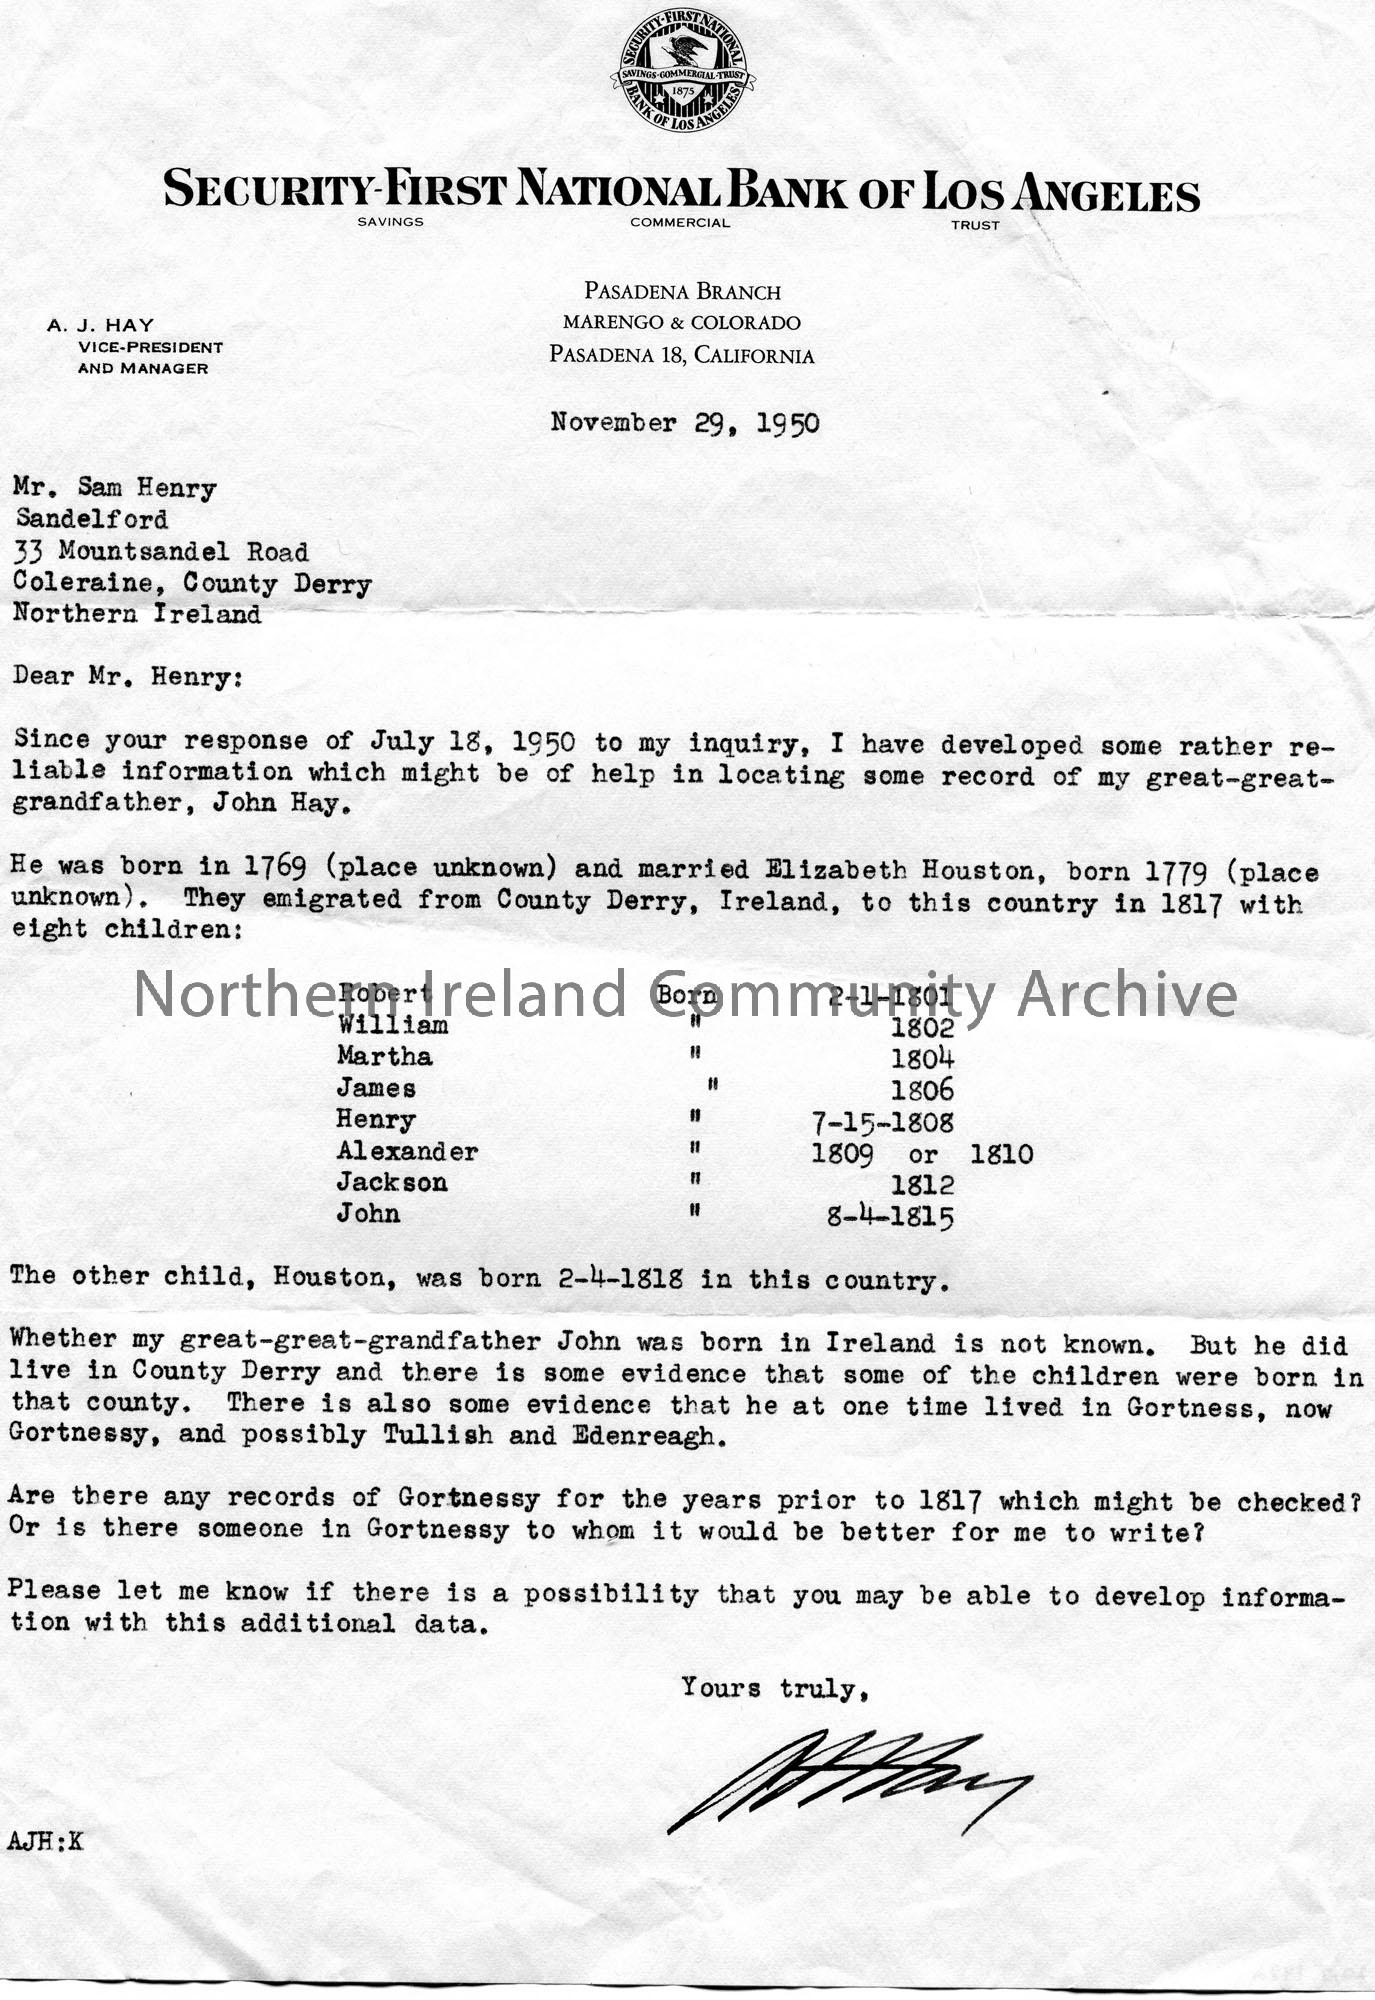 SECURITY-FIRST NATIONAL
SAVINGS·COMMERCIAL·TRUST
1875
BANK OF LOS ANGELES
SECURITY-FIRST NATIONAL BANK OF LOS ANGELES
SAVINGS COMMERCIAL TRUST
PASADENA BRANCH
MARENGO & COLORADO
PASADENA 18, CALIFORNIA
A. J. HAY
VICE-PRESIDENT
AND MANAGER
November 29, 1950
Mr. Sam Henry
Sandelford
33 Mountsandel Road
Coleraine, County Derry
Northern Ireland
Dear Mr. Henry:
Since your response of July 18, 1950 to my inquiry, I have developed some rather re-
liable information which might be of help in locating some record of my great-great-
grandfather, John Hay.
He was born in 1769 (place unknown) and married Elizabeth Houston, born 1779 (place
unknown). They emigrated from County Derry, Ireland, to this country in 1817 with
eight children:
Northern Ireland Community Archive
Robert Born 2-1-1801
William " 1802
Martha " 1804
James " 1806
Henry " 7-15-1808
Alexander " 1809 or 1810
Jackson " 1812
John " 8-4-1815
The other child, Houston, was born 2-4-1818 in this country.
Whether my great-great-grandfather John was born in Ireland is not known. But he did
live in County Derry and there is some evidence that some of the children were born in
that county. There is also some evidence that he at one time lived in Gortness, now
Gortnessy, and possibly Tullish and Edenreagh.
Are there any records of Gortnessy for the years prior to 1817 which might be checked?
Or is there someone in Gortnessy to whom it would be better for me to write?
Please let me know if there is a possibility that you may be able to develop informa-
tion with this additional data.
Yours truly,
AJHay
AJH:K